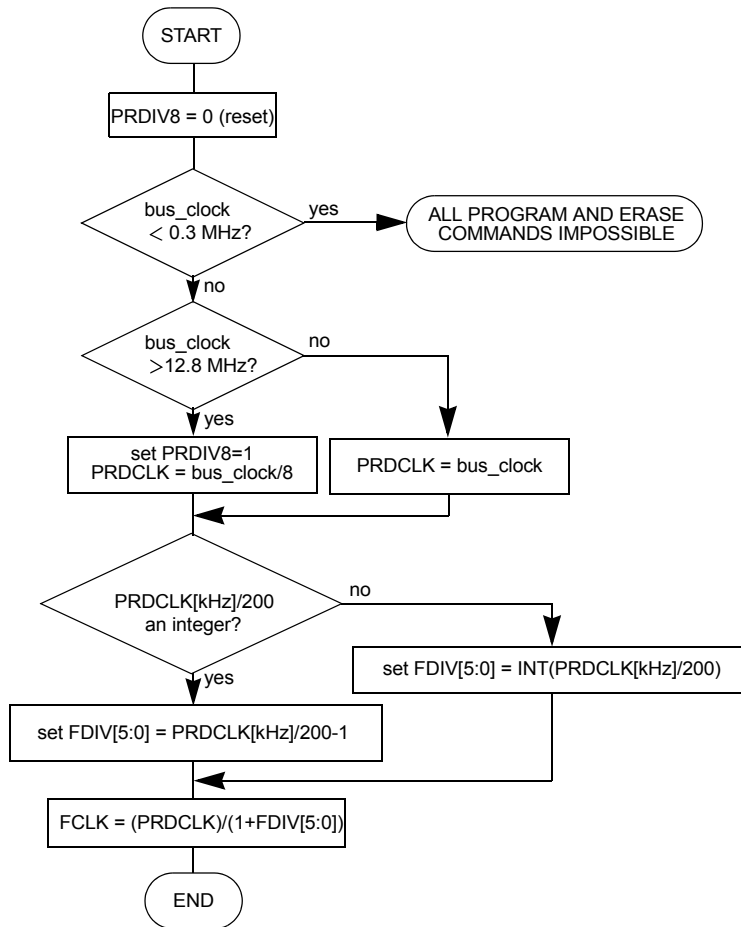 START
PRDIV8 = 0 (reset)
bus_clock
< 0.3 MHz?
yes
ALL PROGRAM AND ERASE
COMMANDS IMPOSSIBLE
no
bus_clock
>12.8 MHz?
no
yes
set PRDIV8=1
PRDCLK = bus_clock/8
PRDCLK = bus_clock
PRDCLK[kHz]/200
an integer?
no
set FDIV[5:0] = INT(PRDCLK[kHz]/200)
yes
set FDIV[5:0] = PRDCLK[kHz]/200-1
FCLK = (PRDCLK)/(1+FDIV[5:0])
END